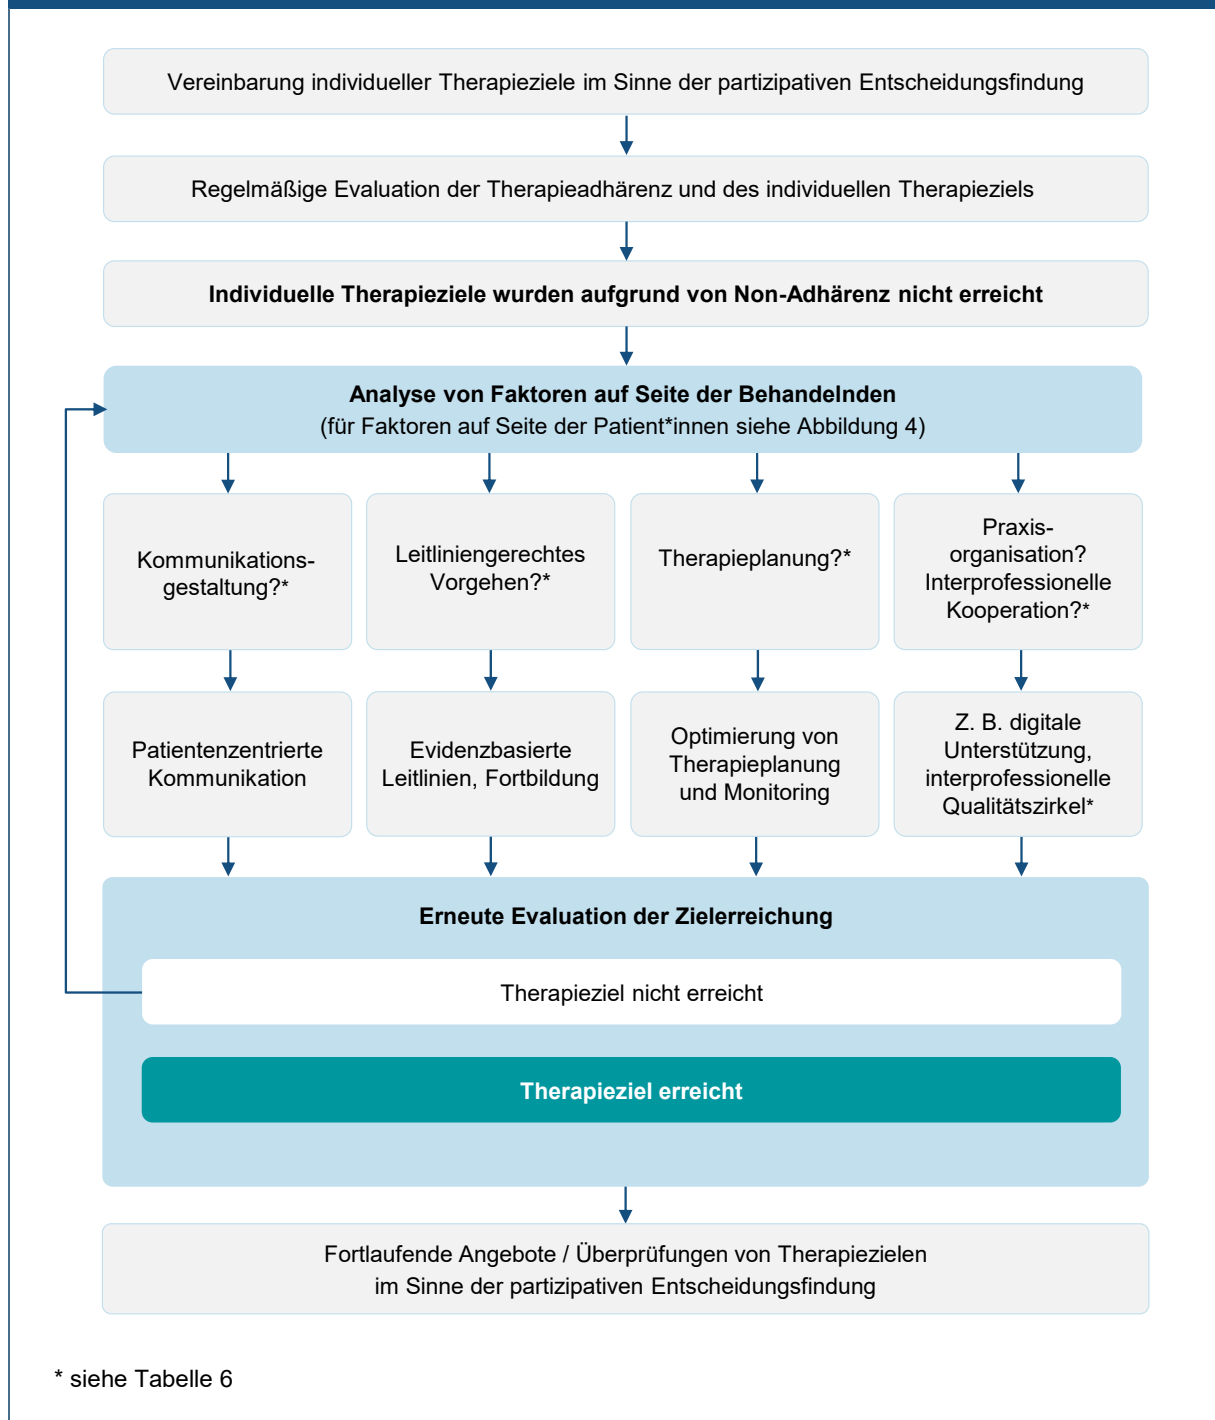 Vereinbarung individueller Therapieziele im Sinne der partizipativen Entscheidungsfindung
Regelmäßige Evaluation der Therapieadhärenz und des individuellen Therapieziels
Individuelle Therapieziele wurden aufgrund von Non-Adhärenz nicht erreicht
Analyse von Faktoren auf Seite der Behandelnden
(für Faktoren auf Seite der Patient*innen siehe Abbildung 4)
Kommunikations-
gestaltung?*
Leitliniengerechtes
Vorgehen?*
Therapieplanung?*
Praxis-
organisation?
Interprofessionelle
Kooperation?*
Patientenzentrierte
Kommunikation
Evidenzbasierte
Leitlinien, Fortbildung
Optimierung von
Therapieplanung
und Monitoring
Z. B. digitale
Unterstützung,
interprofessionelle
Qualitätszirkel*
Erneute Evaluation der Zielerreichung
Therapieziel nicht erreicht
Therapieziel erreicht
Fortlaufende Angebote / Überprüfungen von Therapiezielen
im Sinne der partizipativen Entscheidungsfindung
* siehe Tabelle 6